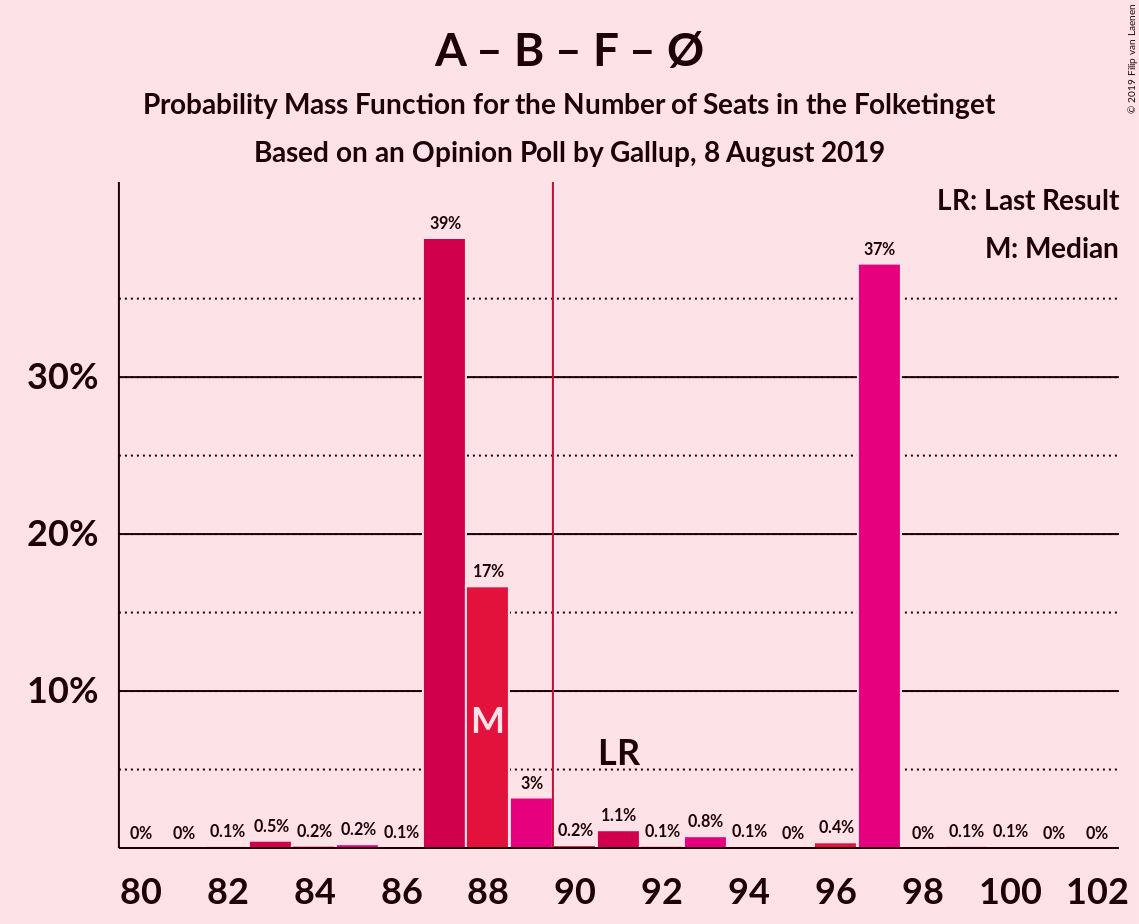 A – B – F – Ø
Probability Mass Function for the Number of Seats in the Folketinget
Based on an Opinion Poll by Gallup, 8 August 2019
© 2019 Filip van Laenen
LR: Last Result
M: Median
39%
37%
30%
20%
17%
10%
M
LR
3%
0% 0% 0.1% 0.5% 0.2% 0.2% 0.1% 0.2% 1.1% 0.1% 0.8% 0.1% 0% 0.4% 0% 0.1% 0.1% 0% 0%
80 82 84 86 88 90 92 94 96 98 100 102